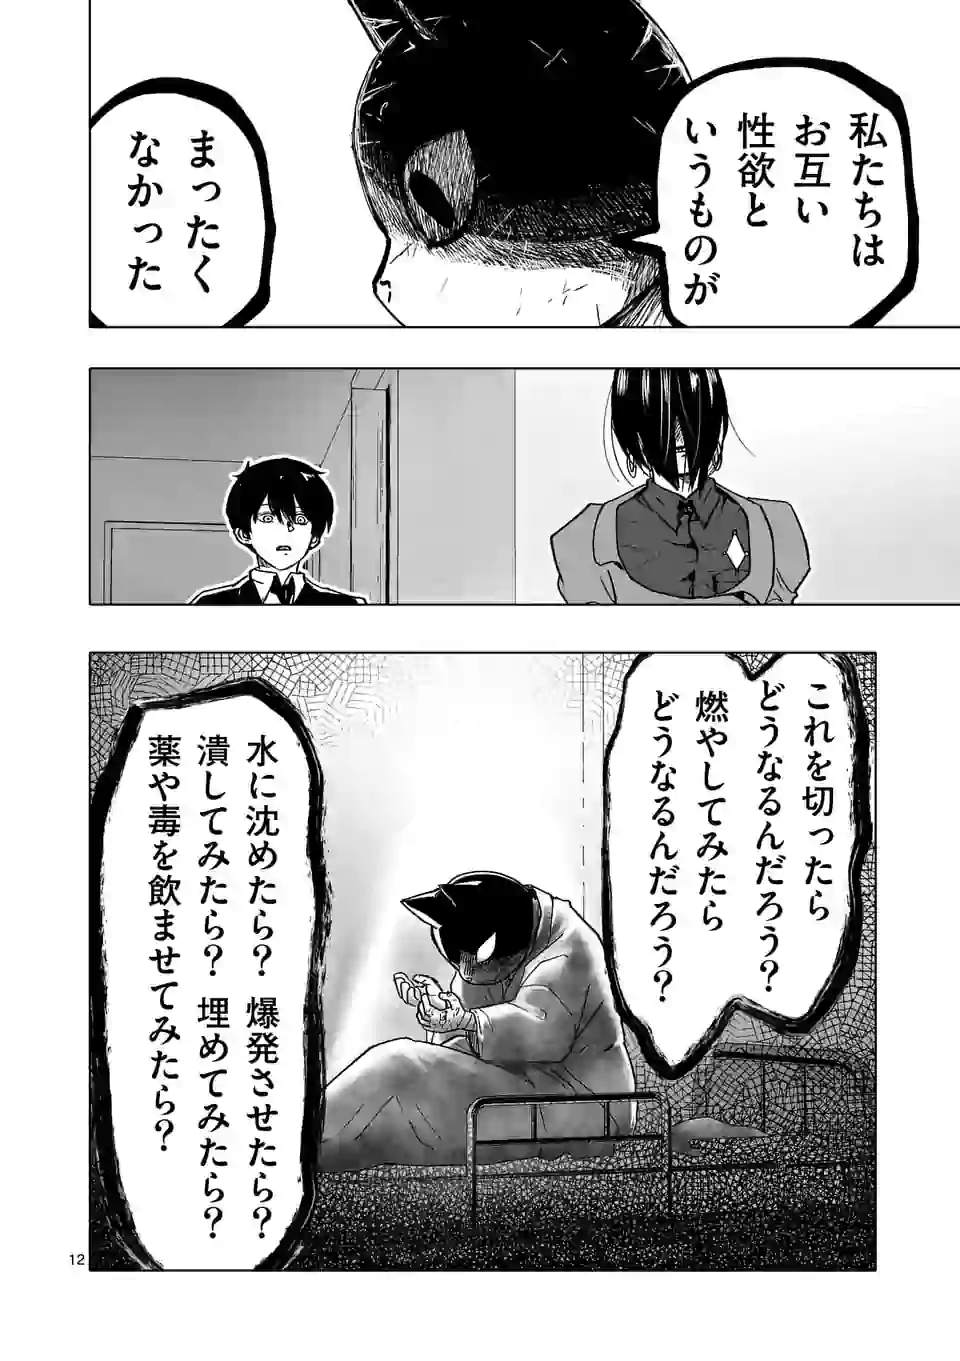 私たちは
お互い
性欲と
いうものが
まったく
なかった
これを切ったら
どうなるんだろう？
燃やしてみたら
どうなるんだろう？
水に沈めたら？ 爆発させたら？
潰してみたら？ 埋めてみたら？
薬や毒を飲ませてみたら？
12